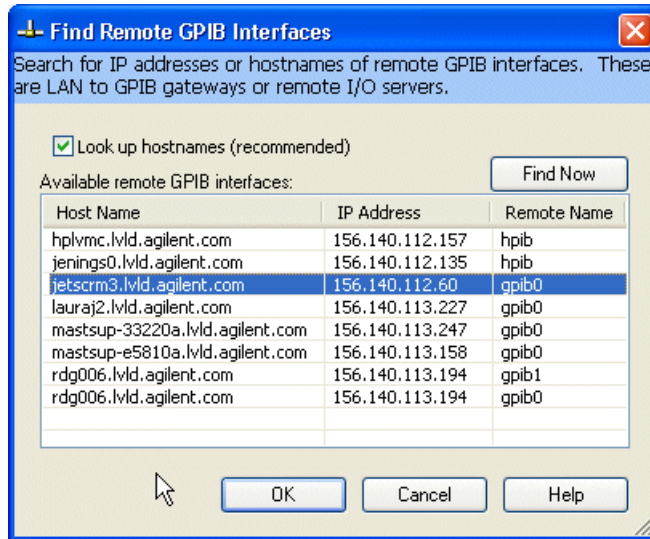 Find Remote GPIB Interfaces
Search for IP addresses or hostnames of remote GPIB interfaces. These
are LAN to GPIB gateways or remote I/O servers.
Look up hostnames (recommended)
Find Now
Available remote GPIB interfaces:
Host Name IP Address Remote Name
hplvmc.lvld.agilent.com 156.140.112.157 hpib
jenings0.lvld.agilent.com 156.140.112.135 hpib
jetscrm3.lvld.agilent.com 156.140.112.60 gpib0
lauraj2.lvld.agilent.com 156.140.113.227 gpib0
mastsup-33220a.lvld.agilent.com 156.140.113.247 gpib0
mastsup-e5810a.lvld.agilent.com 156.140.113.158 gpib0
rdg006.lvld.agilent.com 156.140.113.194 gpib1
rdg006.lvld.agilent.com 156.140.113.194 gpib0
OK Cancel Help